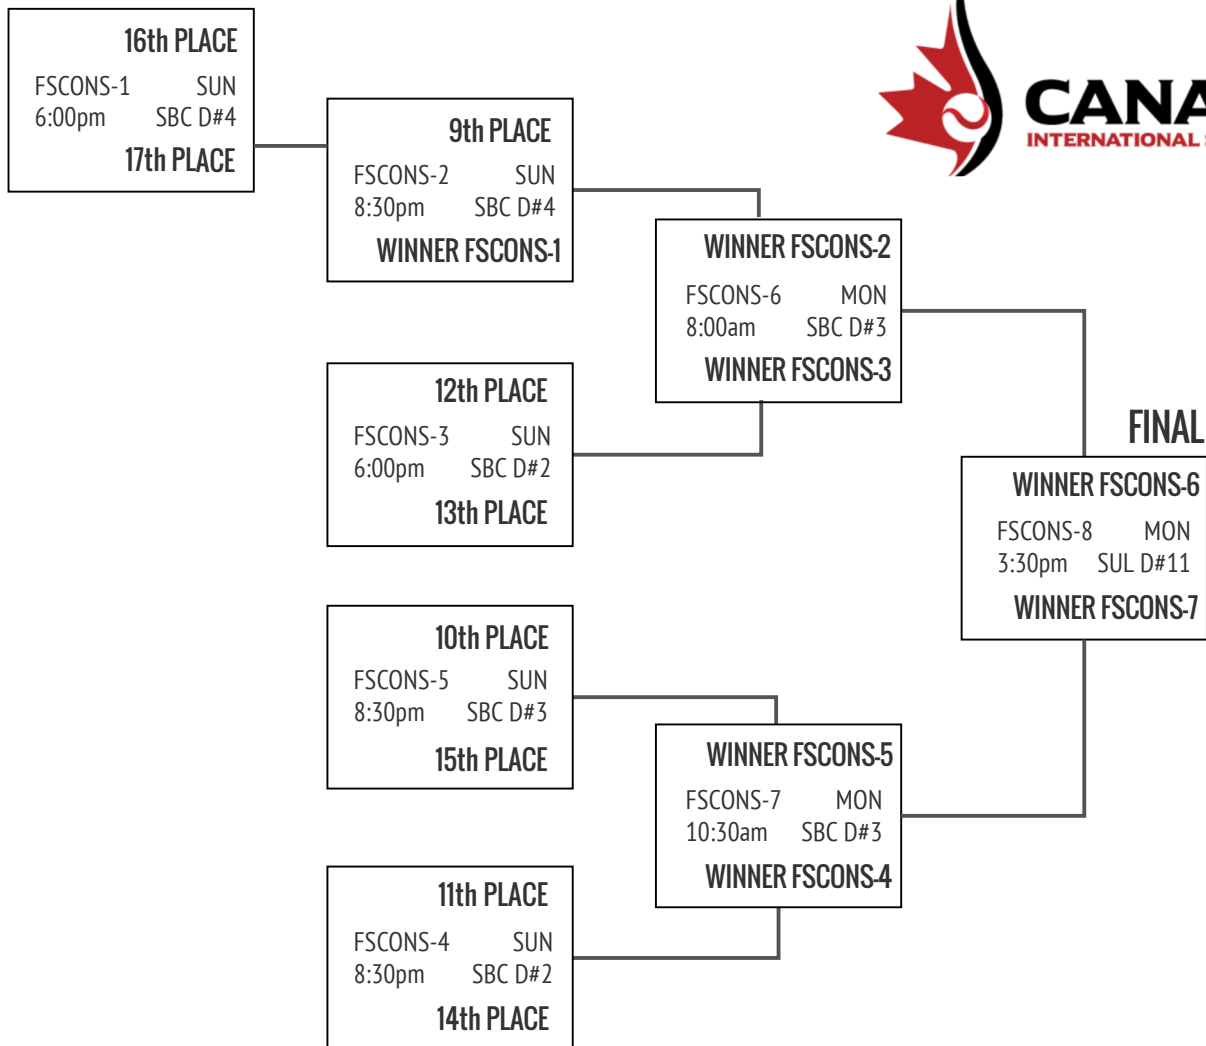 16th PLACE
FSCONS-1 SUN
6:00pm SBC D#4
17th PLACE
9th PLACE
FSCONS-2 SUN
8:30pm SBC D#4
WINNER FSCONS-1
12th PLACE
FSCONS-3 SUN
6:00pm SBC D#2
13th PLACE
10th PLACE
FSCONS-5 SUN
8:30pm SBC D#3
15th PLACE
11th PLACE
FSCONS-4 SUN
8:30pm SBC D#2
14th PLACE
WINNER FSCONS-2
FSCONS-6 MON
8:00am SBC D#3
WINNER FSCONS-3
WINNER FSCONS-5
FSCONS-7 MON
10:30am SBC D#3
WINNER FSCONS-4
CANA
INTERNATIONAL
FINAL
WINNER FSCONS-6
FSCONS-8 MON
3:30pm SUL D#11
WINNER FSCONS-7